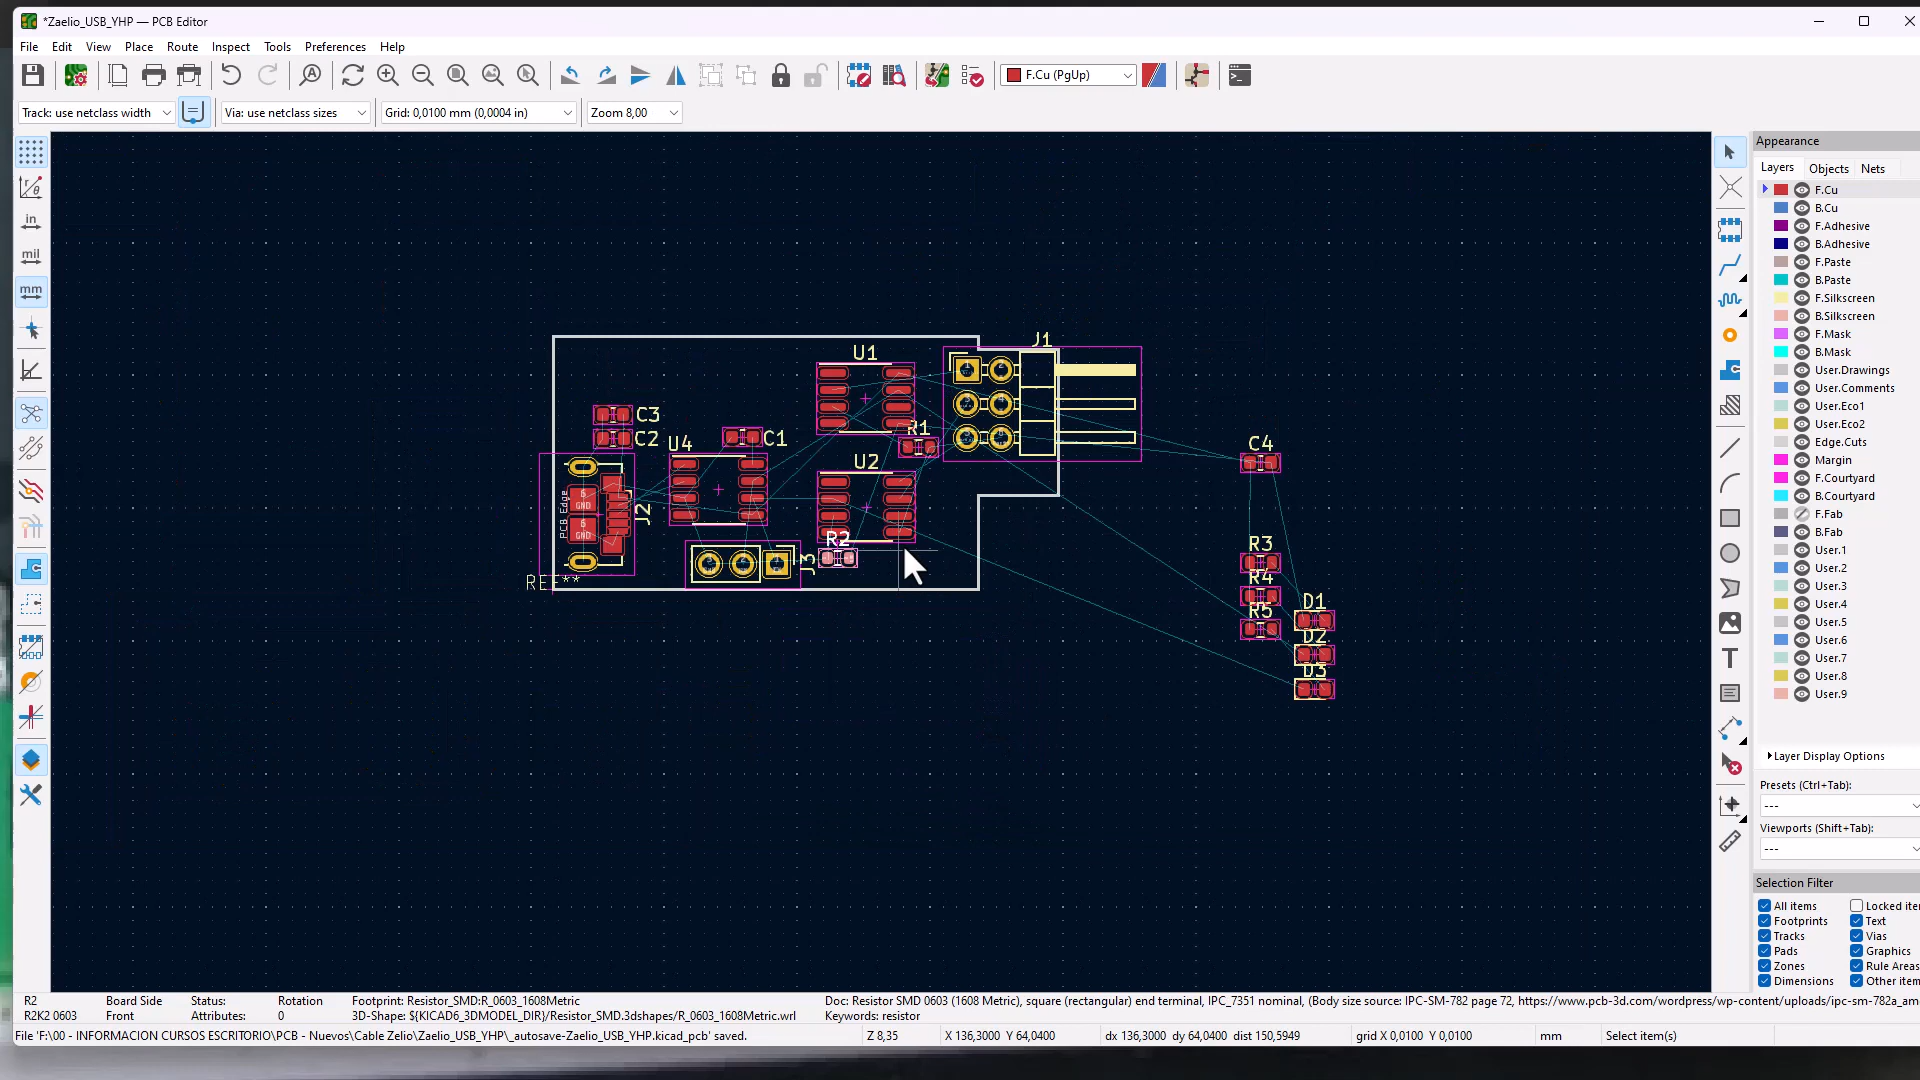 *Zaelio_USB_YHP — PCB Editor
File Edit View Place Route Inspect Tools Preferences Help
F.Cu (PgUp)
Track: use netclass width Via: use netclass sizes Grid: 0,0100 mm (0,0004 in) Zoom 8,00
in
mil
mm
Appearance
Layers Objects Nets
F.Cu
B.Cu
F.Adhesive
B.Adhesive
F.Paste
B.Paste
F.Silkscreen
B.Silkscreen
F.Mask
B.Mask
User.Drawings
User.Comments
User.Eco1
User.Eco2
Edge.Cuts
Margin
F.Courtyard
B.Courtyard
F.Fab
B.Fab
User.1
User.2
User.3
User.4
User.5
User.6
User.7
User.8
User.9
Layer Display Options
Presets (Ctrl+Tab):
---
Viewports (Shift+Tab):
---
Selection Filter
All items Locked iter
Footprints Text
Tracks Vias
Pads Graphics
Zones Rule Areas
Dimensions Other item
J1
U1
C3
C2
U4
C1
R1
U2
C4
PCB Edge
6
GND
6
GND
J2
R2
J3
REF**
R3
R4
R5
D1
D2
D3
R2 Board Side Status: Rotation Footprint: Resistor_SMD:R_0603_1608Metric Doc: Resistor SMD 0603 (1608 Metric), square (rectangular) end terminal, IPC_7351 nominal, (Body size source: IPC-SM-782 page 72, https://www.pcb-3d.com/wordpress/wp-content/uploads/ipc-sm-782a_am
R2K2 0603 Front Attributes: 0 3D-Shape: ${KICAD6_3DMODEL_DIR}/Resistor_SMD.3dshapes/R_0603_1608Metric.wrl Keywords: resistor
File 'F:\00 - INFORMACION CURSOS ESCRITORIO\PCB - Nuevos\Cable Zelio\Zaelio_USB_YHP\_autosave-Zaelio_USB_YHP.kicad_pcb' saved. Z 8,35 X 136,3000 Y 64,0400 dx 136,3000 dy 64,0400 dist 150,5949 grid X 0,0100 Y 0,0100 mm Select item(s)